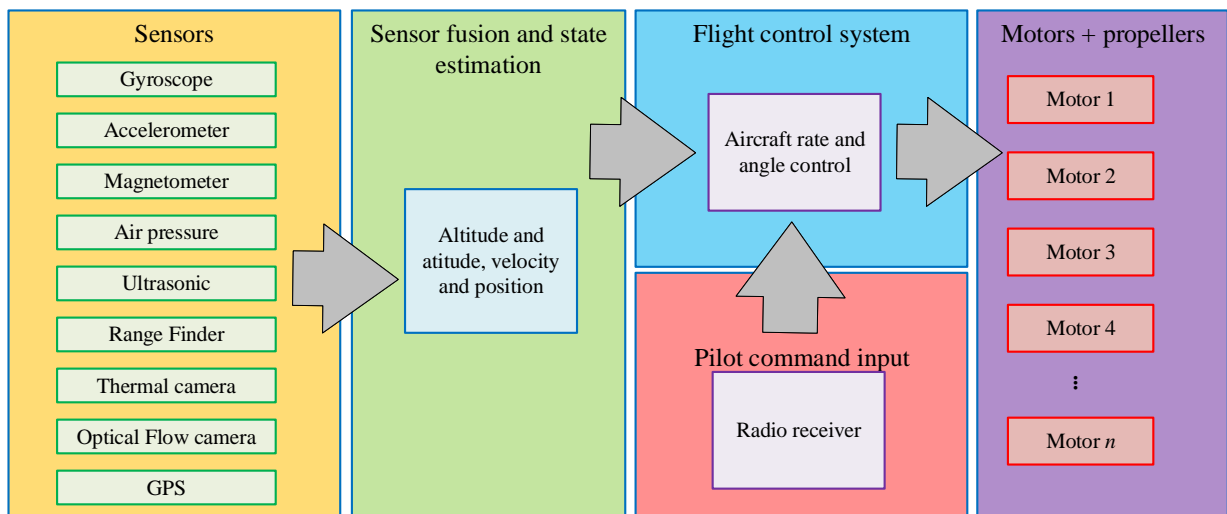 Sensors
Gyroscope
Accelerometer
Magnetometer
Air pressure
Ultrasonic
Range Finder
Thermal camera
Optical Flow camera
GPS
Sensor fusion and state
estimation
Altitude and
atitude, velocity
and position
Flight control system
Aircraft rate and
angle control
Pilot command input
Radio receiver
Motors + propellers
Motor 1
Motor 2
Motor 3
Motor 4
...
Motor n